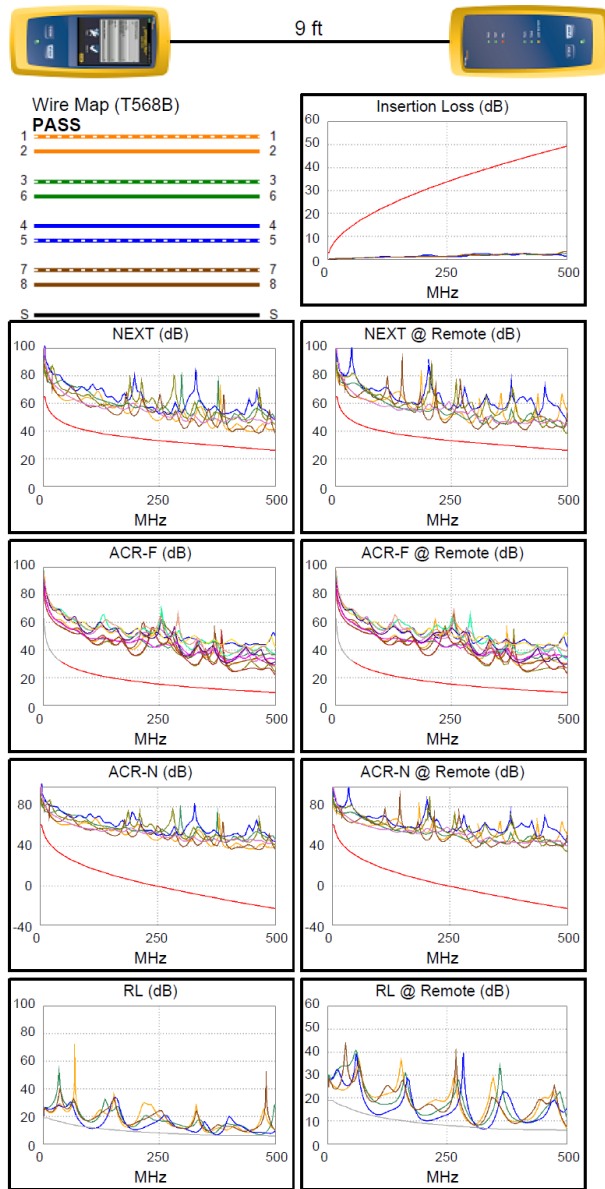 9 ft
Wire Map (T568B)
PASS
1 1
2 2
3 3
6 6
4 4
5 5
7 7
8 8
S S
Insertion Loss (dB)
60
50
40
30
20
10
0
0 250 500
MHz
NEXT (dB)
100
80
60
40
20
0
0 250 500
MHz
NEXT @ Remote (dB)
100
80
60
40
20
0
0 250 500
MHz
ACR-F (dB)
100
80
60
40
20
0
0 250 500
MHz
ACR-F @ Remote (dB)
100
80
60
40
20
0
0 250 500
MHz
ACR-N (dB)
80
40
0
-40
0 250 500
MHz
ACR-N @ Remote (dB)
80
40
0
-40
0 250 500
MHz
RL (dB)
100
80
60
40
20
0
0 250 500
MHz
RL @ Remote (dB)
60
50
40
30
20
10
0
0 250 500
MHz